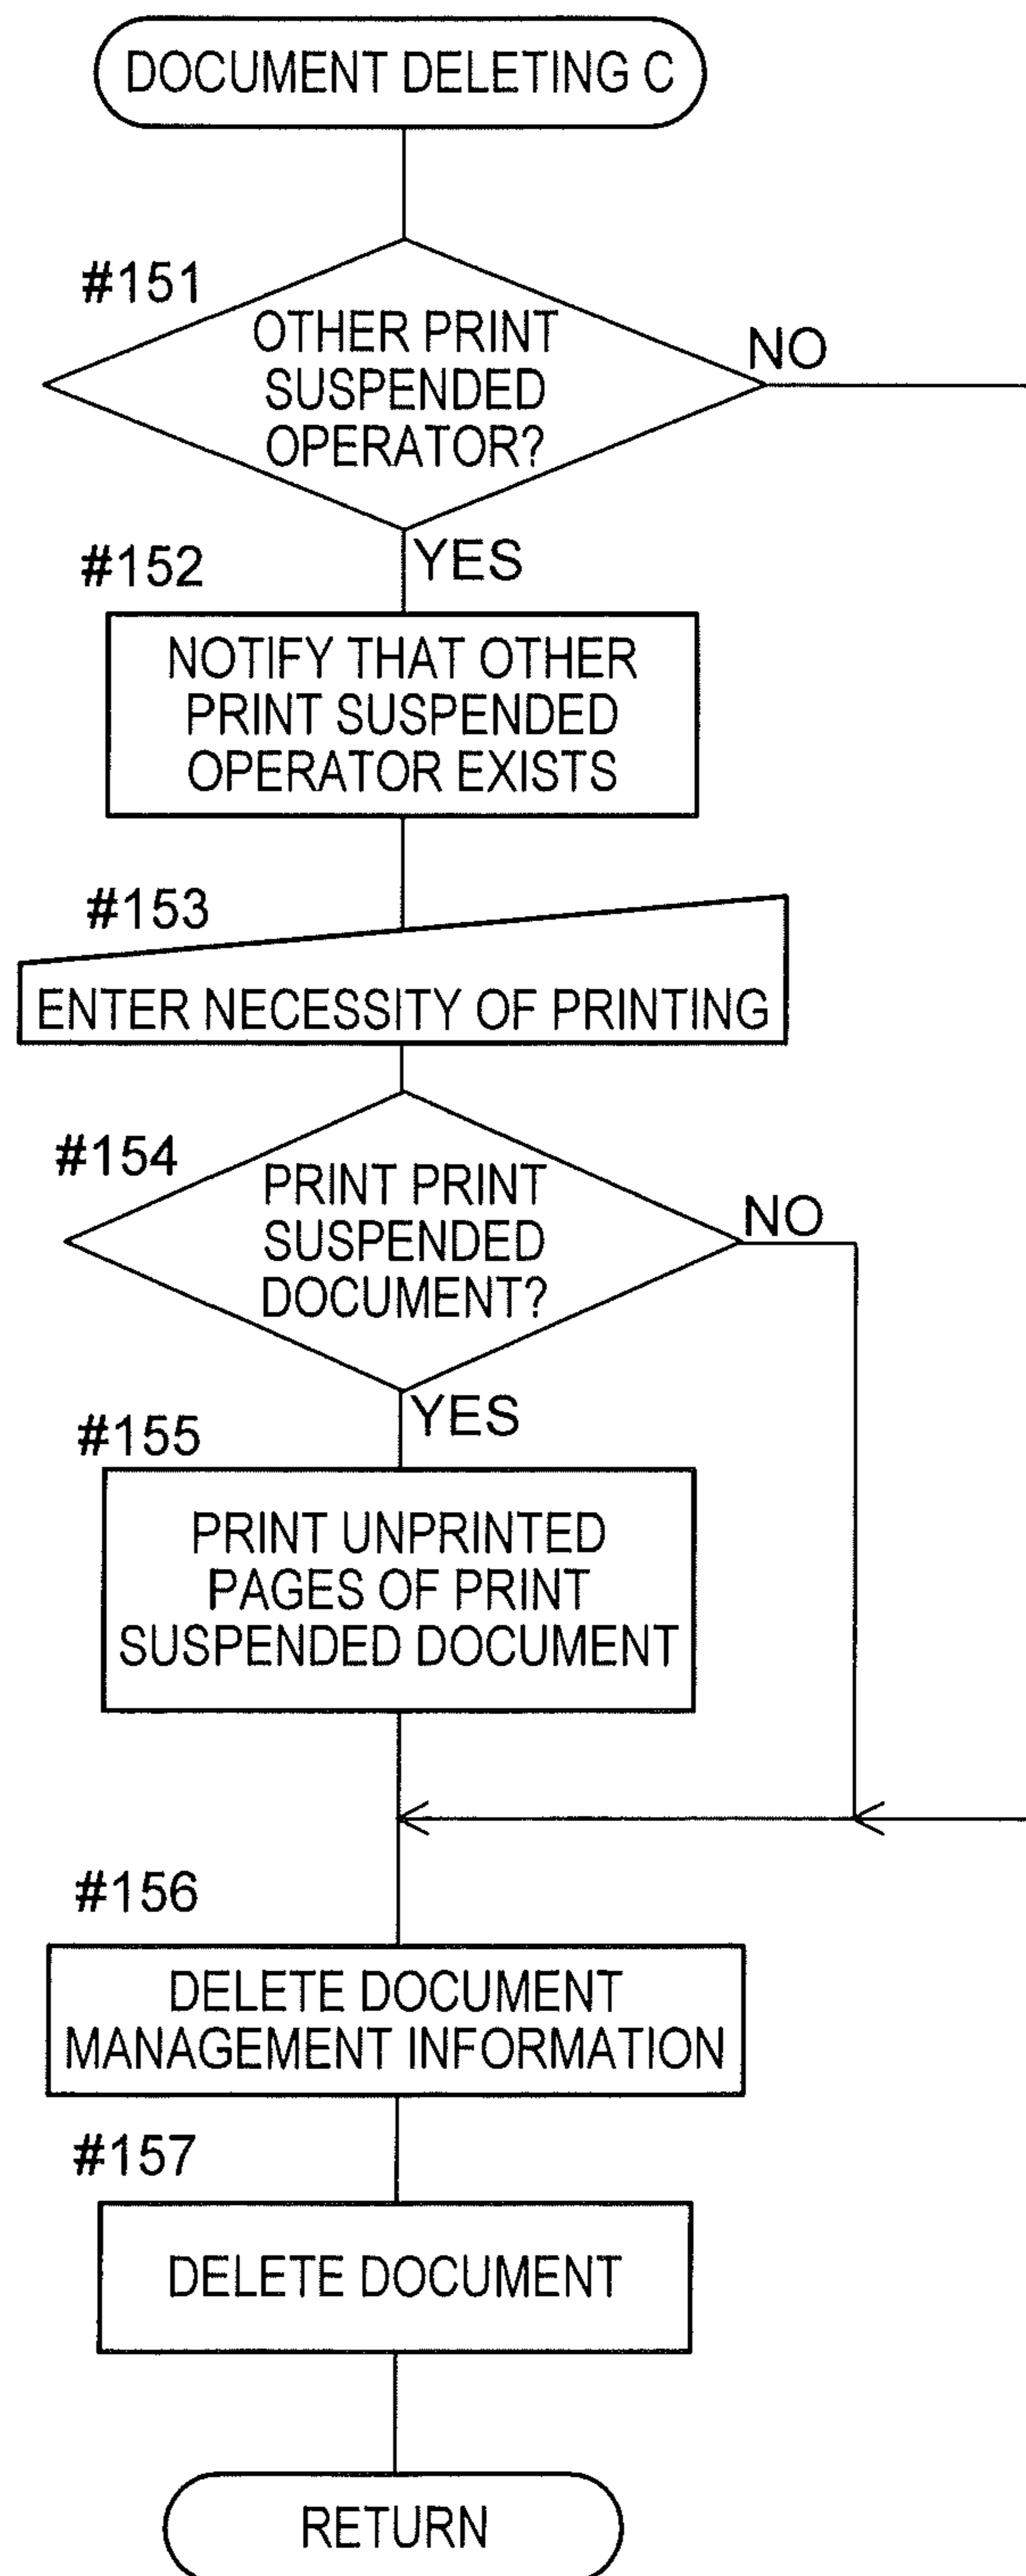 DOCUMENT DELETING C
#151
OTHER PRINT
SUSPENDED
OPERATOR?
NO
YES
#152
NOTIFY THAT OTHER
PRINT SUSPENDED
OPERATOR EXISTS
#153
ENTER NECESSITY OF PRINTING
#154
PRINT PRINT
SUSPENDED
DOCUMENT?
NO
YES
#155
PRINT UNPRINTED
PAGES OF PRINT
SUSPENDED DOCUMENT
#156
DELETE DOCUMENT
MANAGEMENT INFORMATION
#157
DELETE DOCUMENT
RETURN